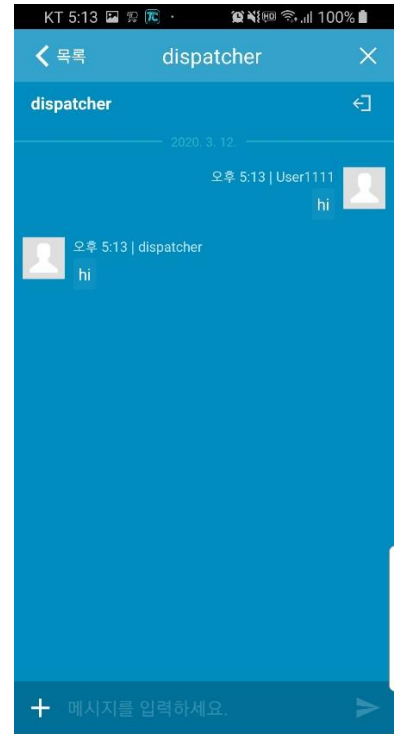 KT 5:13 100%
목록 dispatcher
dispatcher
2020. 3. 12.
오후 5:13 | User1111
hi
오후 5:13 | dispatcher
hi
메시지를 입력하세요.